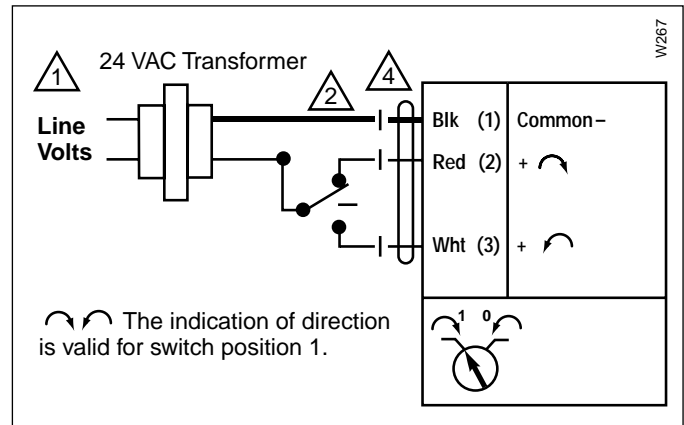 W267
1
24 VAC Transformer
2
4
Line
Volts
Blk (1) Common –
Red (2) +
Wht (3) +
The indication of direction
is valid for switch position 1.
1 0